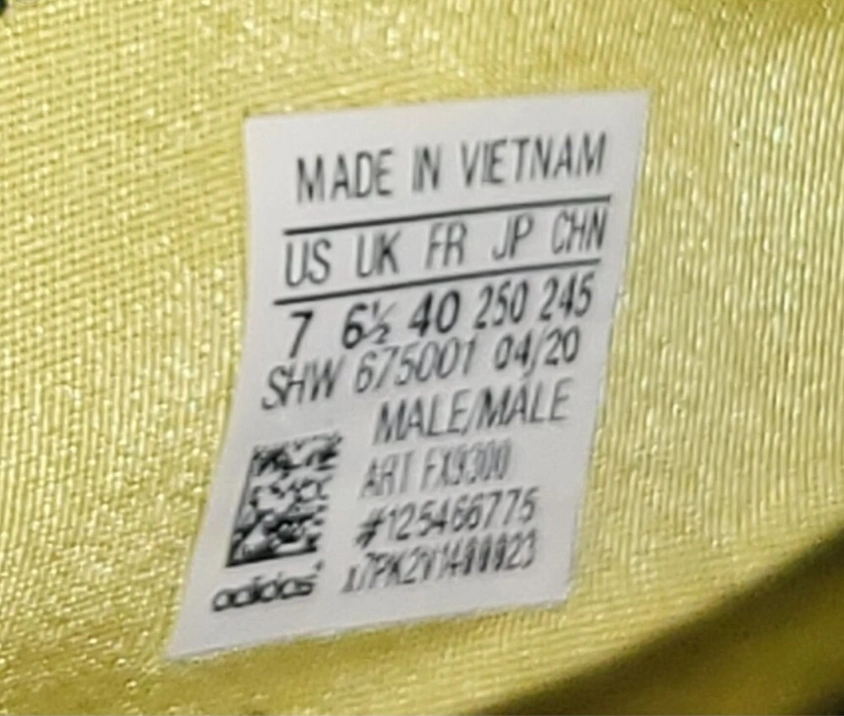 MADE IN VIETNAM
US UK FR JP CHN
7 6½ 40 250 245
SHW 675001 04/20
MALE/MÂLE
ART FX9300
#125466775
adidas